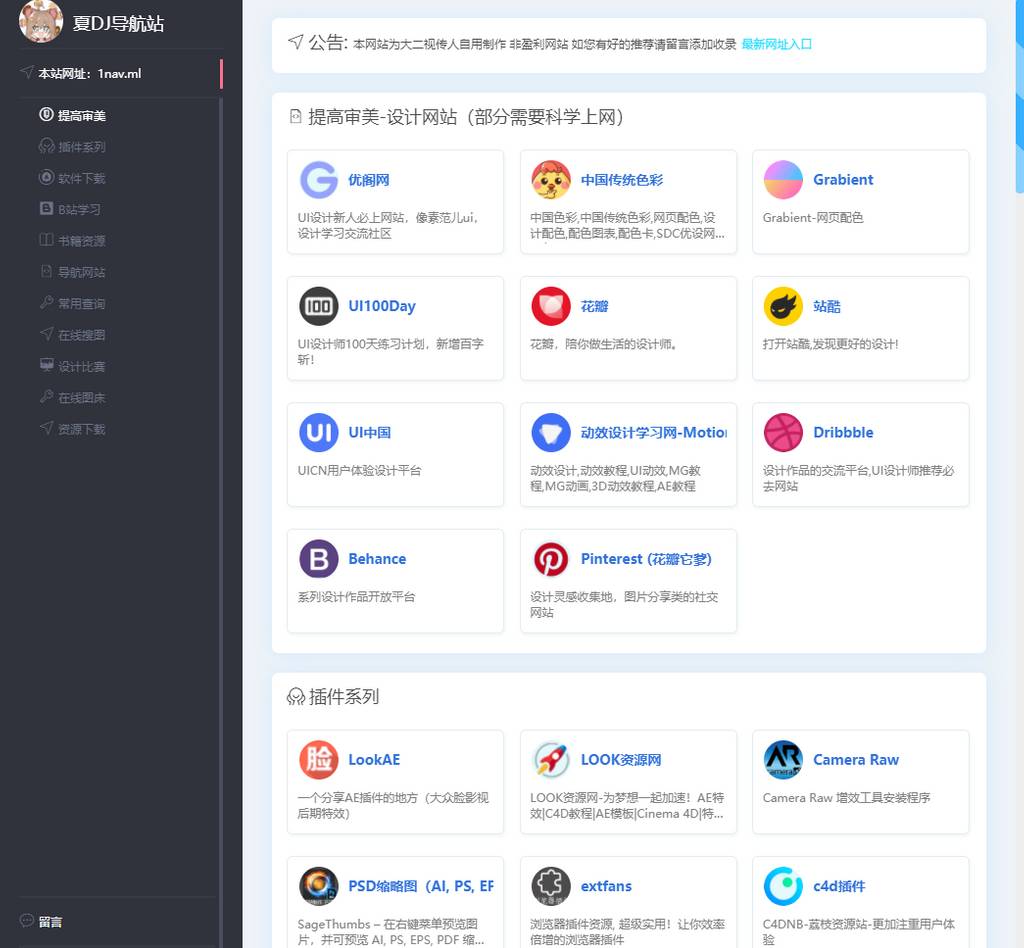 夏DJ导航站
本站网址：1nav.ml
提高审美
插件系列
软件下载
B站学习
书籍资源
导航网站
常用查询
在线搜图
设计比赛
在线图床
资源下载
留言
公告: 本网站为大二视传人自用制作 非盈利网站 如您有好的推荐请留言添加收录 最新网址入口
提高审美-设计网站（部分需要科学上网）
优阁网
UI设计新人必上网站，像素范儿ui，
设计学习交流社区
中国传统色彩
中国色彩,中国传统色彩,网页配色,设
计配色,配色图表,配色卡,SDC优设网...
Grabient
Grabient-网页配色
100
UI100Day
UI设计师100天练习计划，新增百字
斩！
花瓣
花瓣，陪你做生活的设计师。
站酷
打开站酷,发现更好的设计!
UI
UI中国
UICN用户体验设计平台
动效设计学习网-Motion
动效设计,动效教程,UI动效,MG教
程,MG动画,3D动效教程,AE教程
Dribbble
设计作品的交流平台,UI设计师推荐必
去网站
B
Behance
系列设计作品开放平台
Pinterest (花瓣它爹)
设计灵感收集地，图片分享类的社交
网站
插件系列
脸
LookAE
一个分享AE插件的地方（大众脸影视
后期特效）
LOOK资源网
LOOK资源网-为梦想一起加速！AE特
效|C4D教程|AE模板|Cinema 4D|特...
AR
Camera Raw
Camera Raw 增效工具安装程序
PSD缩略图（AI, PS, EP
SageThumbs – 在右键菜单预览图
片，并可预览 AI, PS, EPS, PDF 缩...
extfans
浏览器插件资源, 超级实用！让你效率
倍增的浏览器插件
c4d插件
C4DNB-荔枝资源站-更加注重用户体
验